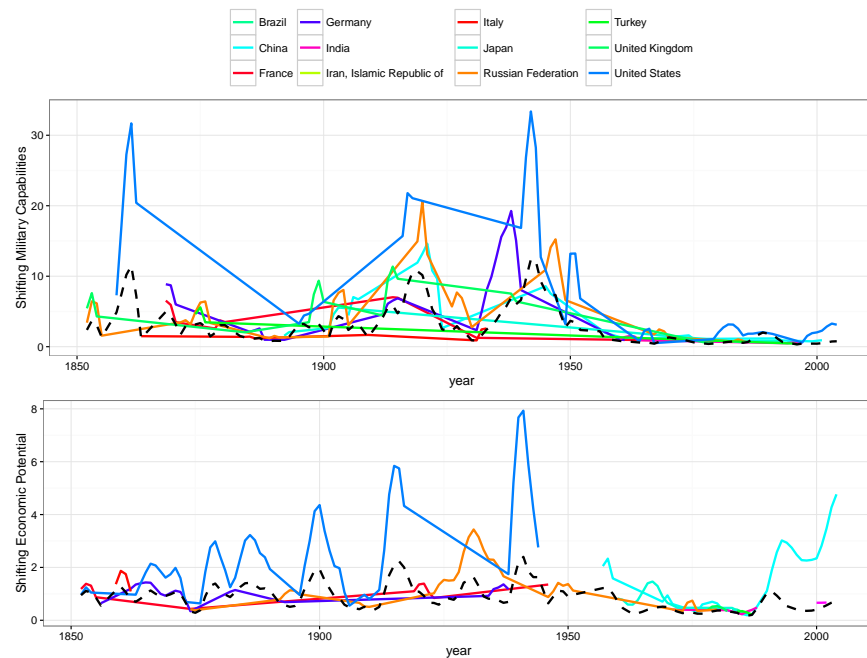 Brazil Germany Italy Turkey
China India Japan United Kingdom
France Iran, Islamic Republic of Russian Federation United States
Shifting Military Capabilities
30
20
10
0
1850 1900 1950 2000
year
Shifting Economic Potential
8
6
4
2
0
1850 1900 1950 2000
year